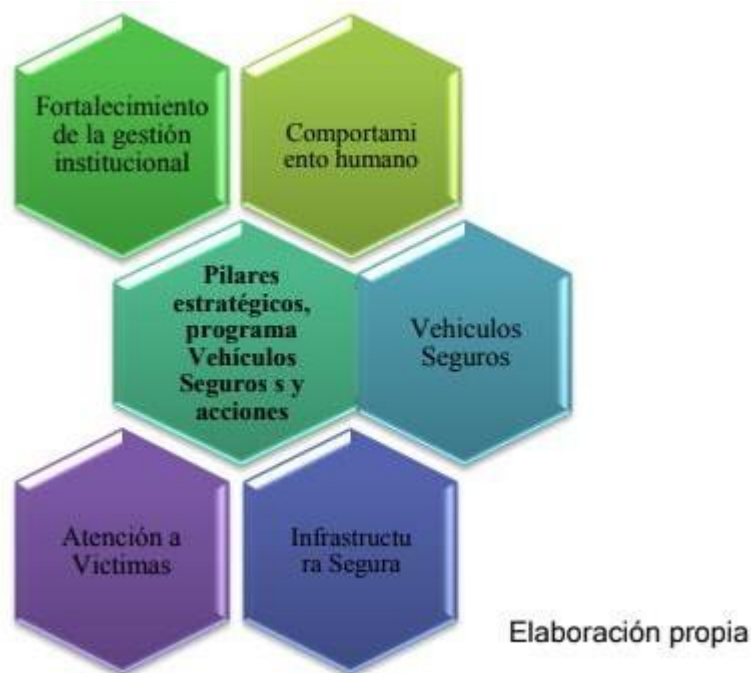 Fortalecimiento
de la gestión
institucional
Comportami
ento humano
Pilares
estratégicos,
programa
Vehículos
Seguros s y
acciones
Vehiculos
Seguros
Atención a
Victimas
Infrastructu
ra Segura
Elaboración propia